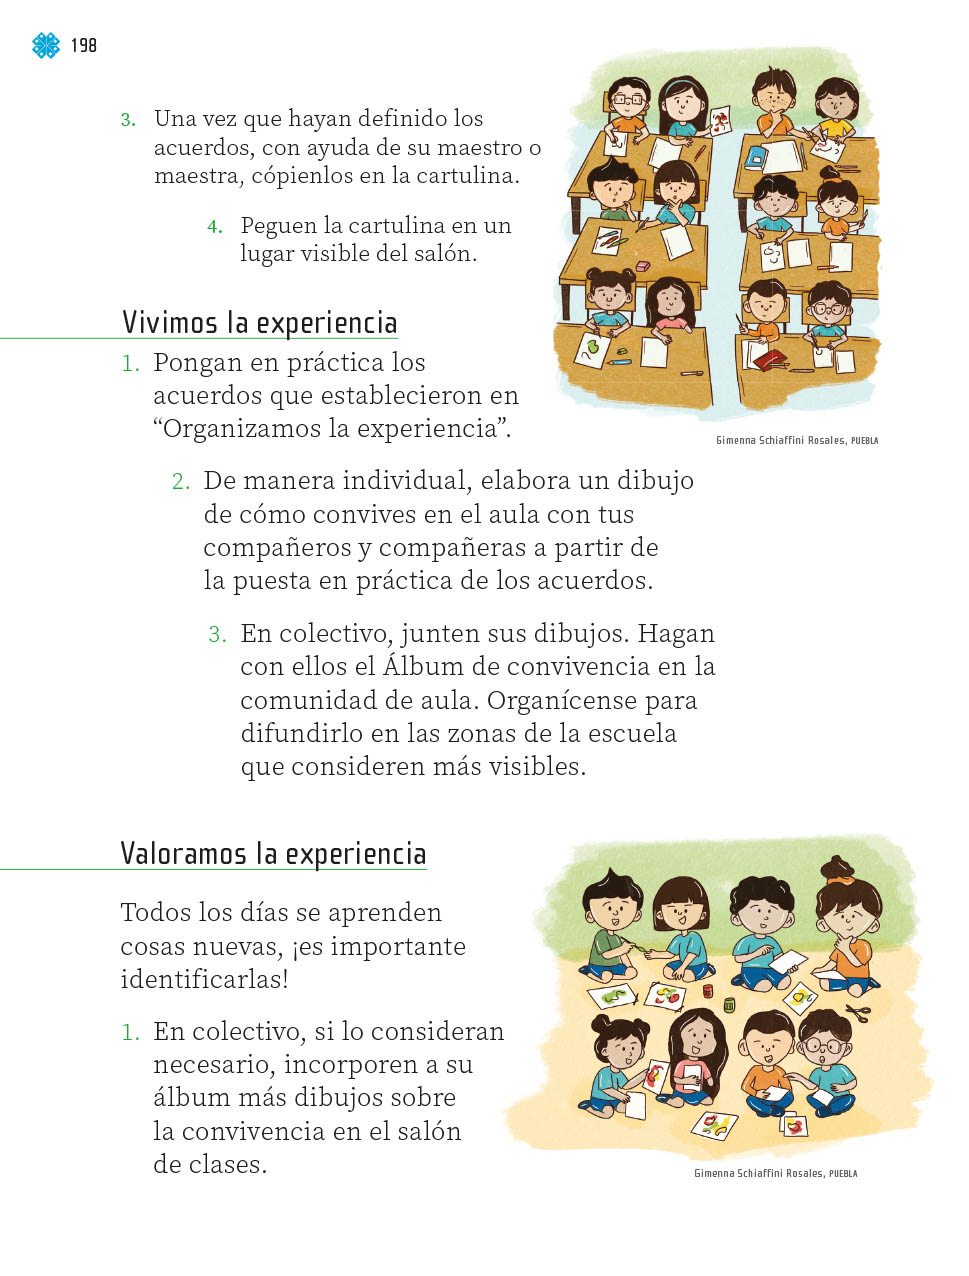 198
3. Una vez que hayan definido los
acuerdos, con ayuda de su maestro o
maestra, cópienlos en la cartulina.
4. Peguen la cartulina en un
lugar visible del salón.
Vivimos la experiencia
1. Pongan en práctica los
acuerdos que establecieron en
“Organizamos la experiencia”.
Gimenna Schiaffini Rosales, PUEBLA
2. De manera individual, elabora un dibujo
de cómo convives en el aula con tus
compañeros y compañeras a partir de
la puesta en práctica de los acuerdos.
3. En colectivo, junten sus dibujos. Hagan
con ellos el Álbum de convivencia en la
comunidad de aula. Organícense para
difundirlo en las zonas de la escuela
que consideren más visibles.
Valoramos la experiencia
Todos los días se aprenden
cosas nuevas, ¡es importante
identificarlas!
1. En colectivo, si lo consideran
necesario, incorporen a su
álbum más dibujos sobre
la convivencia en el salón
de clases.
Gimenna Schiaffini Rosales, PUEBLA